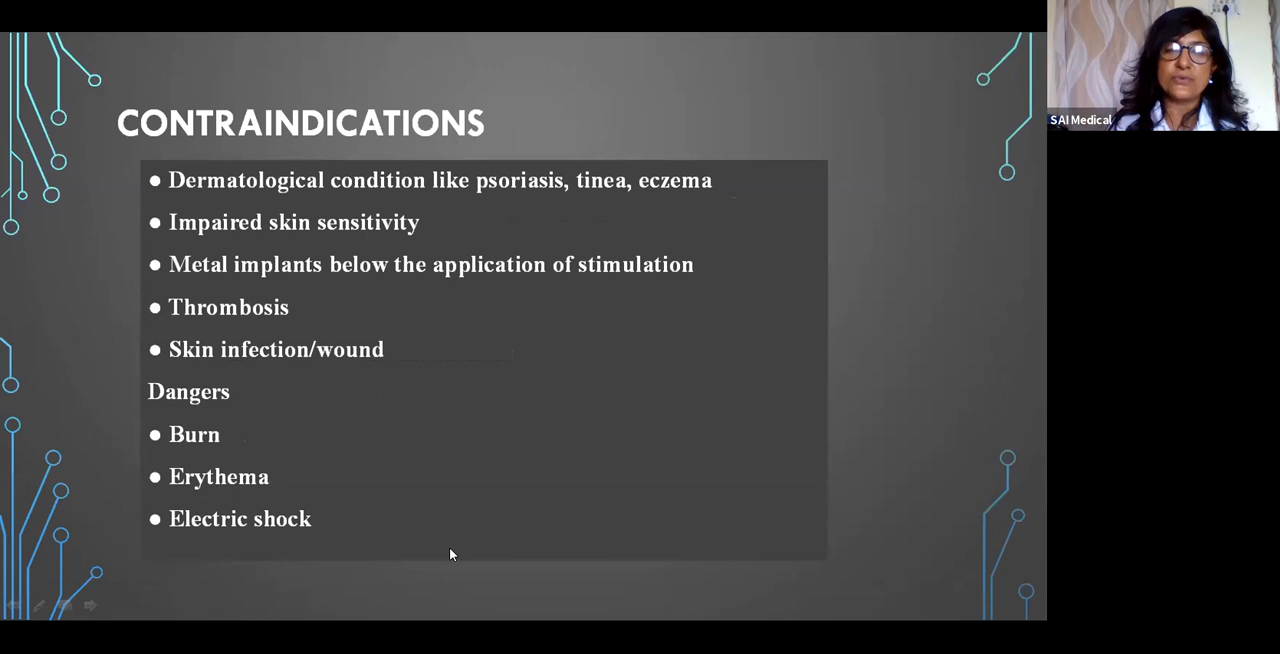 CONTRAINDICATIONS
● Dermatological condition like psoriasis, tinea, eczema
● Impaired skin sensitivity
● Metal implants below the application of stimulation
● Thrombosis
● Skin infection/wound
Dangers
● Burn
● Erythema
● Electric shock
SAI Medical